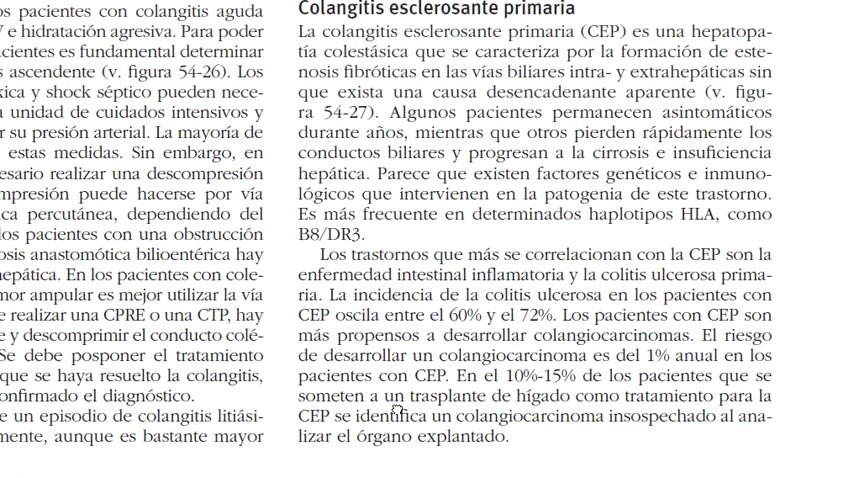 os pacientes con colangitis aguda
V e hidratación agresiva. Para poder
acientes es fundamental determinar
s ascendente (v. figura 54-26). Los
xica y shock séptico pueden nece-
a unidad de cuidados intensivos y
r su presión arterial. La mayoría de
estas medidas. Sin embargo, en
esario realizar una descompresión
mpresión puede hacerse por vía
ica percutánea, dependiendo del
los pacientes con una obstrucción
osis anastomótica bilioentérica hay
hepática. En los pacientes con cole-
mor ampular es mejor utilizar la vía
e realizar una CPRE o una CTP, hay
e y descomprimir el conducto colé-
Se debe posponer el tratamiento
que se haya resuelto la colangitis,
onfirmado el diagnóstico.
e un episodio de colangitis litiási-
mente, aunque es bastante mayor
Colangitis esclerosante primaria
La colangitis esclerosante primaria (CEP) es una hepatopa-
tía colestásica que se caracteriza por la formación de este-
nosis fibróticas en las vías biliares intra- y extrahepáticas sin
que exista una causa desencadenante aparente (v. figu-
ra 54-27). Algunos pacientes permanecen asintomáticos
durante años, mientras que otros pierden rápidamente los
conductos biliares y progresan a la cirrosis e insuficiencia
hepática. Parece que existen factores genéticos e inmuno-
lógicos que intervienen en la patogenia de este trastorno.
Es más frecuente en determinados haplotipos HLA, como
B8/DR3.
Los trastornos que más se correlacionan con la CEP son la
enfermedad intestinal inflamatoria y la colitis ulcerosa prima-
ria. La incidencia de la colitis ulcerosa en los pacientes con
CEP oscila entre el 60% y el 72%. Los pacientes con CEP son
más propensos a desarrollar colangiocarcinomas. El riesgo
de desarrollar un colangiocarcinoma es del 1% anual en los
pacientes con CEP. En el 10%-15% de los pacientes que se
someten a un trasplante de hígado como tratamiento para la
CEP se identifica un colangiocarcinoma insospechado al ana-
lizar el órgano explantado.